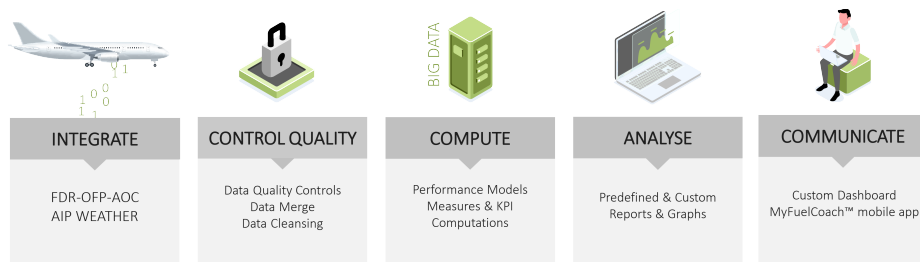 1 1
1 0 0
0
1 1
BIG DATA
INTEGRATE
FDR-OFP-AOC
AIP WEATHER
CONTROL QUALITY
Data Quality Controls
Data Merge
Data Cleansing
COMPUTE
Performance Models
Measures & KPI
Computations
ANALYSE
Predefined & Custom
Reports & Graphs
COMMUNICATE
Custom Dashboard
MyFuelCoach™ mobile app